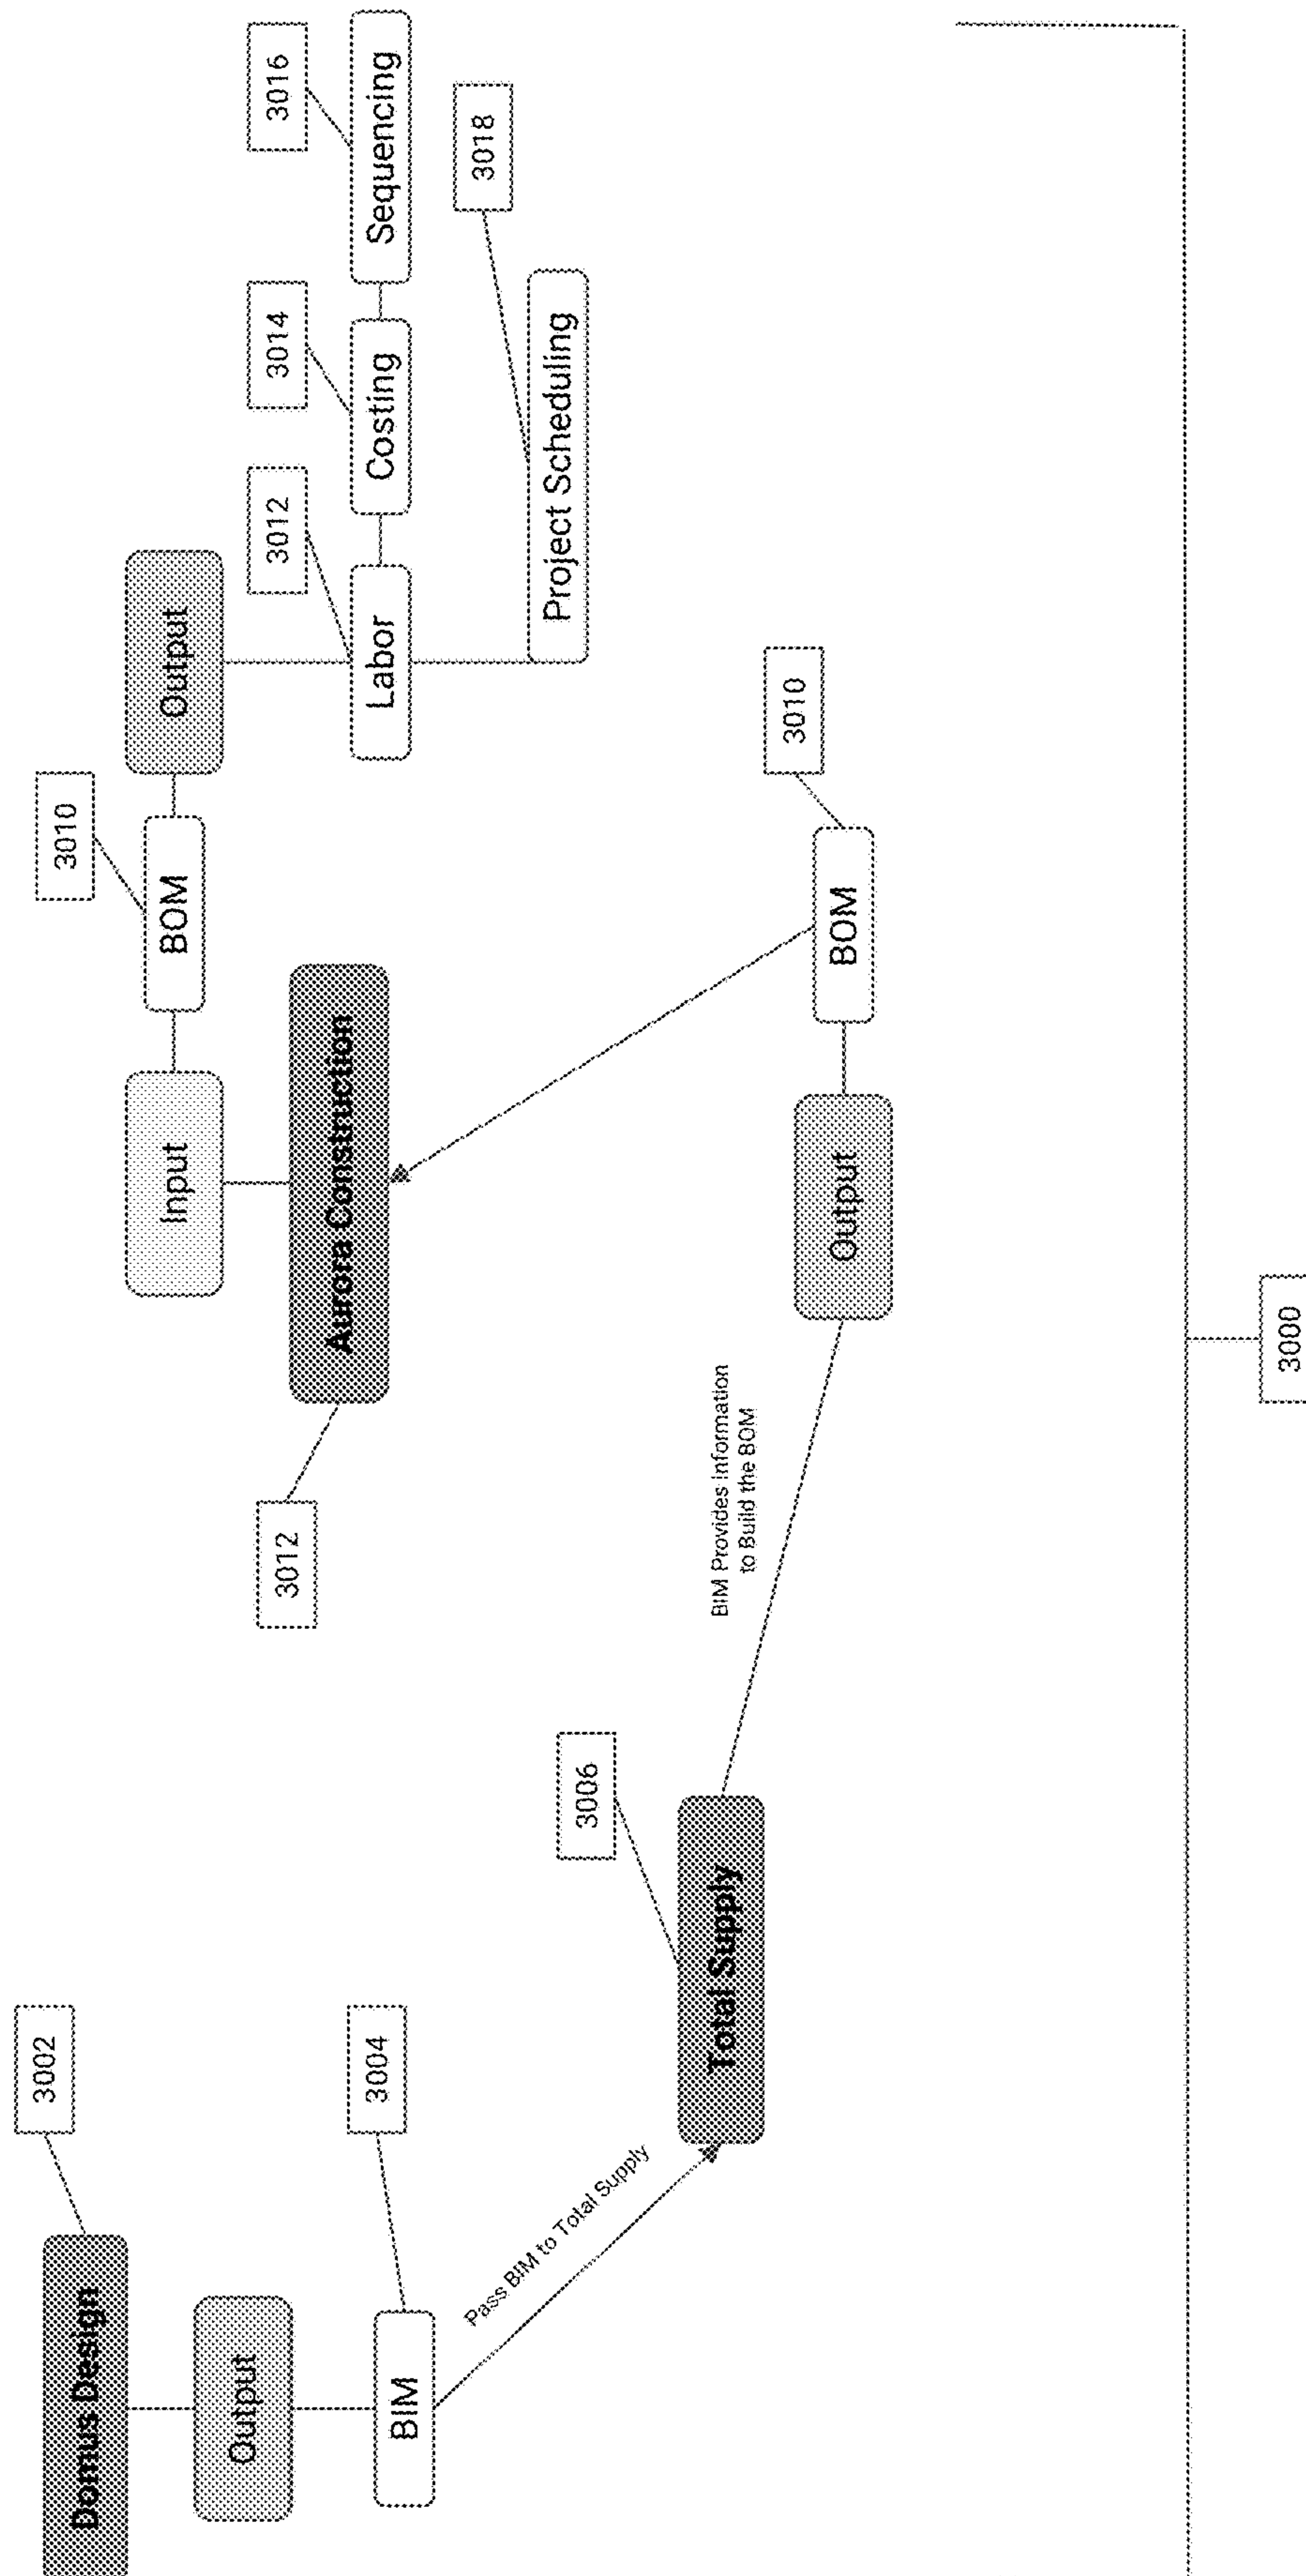 3002
Domus Design
Output
3004
BIM
Pass BIM to Total Supply
3006
Total Supply
BIM Provides Information
to Build the BOM
Output
BOM
3010
3012
Aurora Construction
Input
BOM
3010
Output
3012
Labor
3014
Costing
3016
Sequencing
3018
Project Scheduling
3000